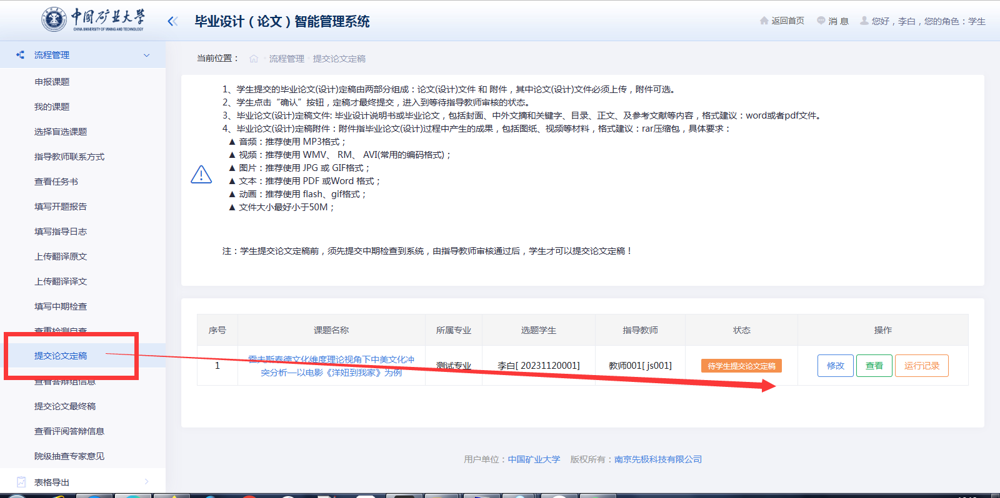 中国矿业大学
CHINA UNIVERSITY OF MINING AND TECHNOLOGY
毕业设计（论文）智能管理系统
返回首页
消 息
您好，李白，您的角色：学生
流程管理
申报课题
我的课题
选择盲选课题
指导教师联系方式
查看任务书
填写开题报告
填写指导日志
上传翻译原文
上传翻译译文
填写中期检查
查重检测自查
提交论文定稿
查看答辩组信息
提交论文最终稿
查看评阅答辩信息
院级抽查专家意见
表格导出
当前位置： 流程管理 提交论文定稿
1、学生提交的毕业论文(设计)定稿由两部分组成：论文(设计)文件 和 附件，其中论文(设计)文件必须上传，附件可选。
2、学生点击“确认”按钮，定稿才最终提交，进入到等待指导教师审核的状态。
3、毕业论文(设计)定稿文件: 毕业设计说明书或毕业论文，包括封面、中外文摘和关键字、目录、正文、及参考文献等内容，格式建议：word或者pdf文件。
4、毕业论文(设计)定稿附件：附件指毕业论文(设计)过程中产生的成果，包括图纸、视频等材料，格式建议：rar压缩包，具体要求：
▲ 音频：推荐使用 MP3格式；
▲ 视频：推荐使用 WMV、 RM、 AVI(常用的编码格式)；
▲ 图片：推荐使用 JPG 或 GIF格式；
▲ 文本：推荐使用 PDF 或Word 格式；
▲ 动画：推荐使用 flash、gif格式；
▲ 文件大小最好小于50M；
注：学生提交论文定稿前，须先提交中期检查到系统，由指导教师审核通过后，学生才可以提交论文定稿！
序号 课题名称 所属专业 选题学生 指导教师 状态 操作
1 霍夫斯泰德文化维度理论视角下中美文化冲突分析—以电影《洋妞到我家》为例 测试专业 李白[ 20231120001] 教师001[ js001] 待学生提交论文定稿 修改 查看 运行记录
用户单位：中国矿业大学 版权所有：南京先极科技有限公司